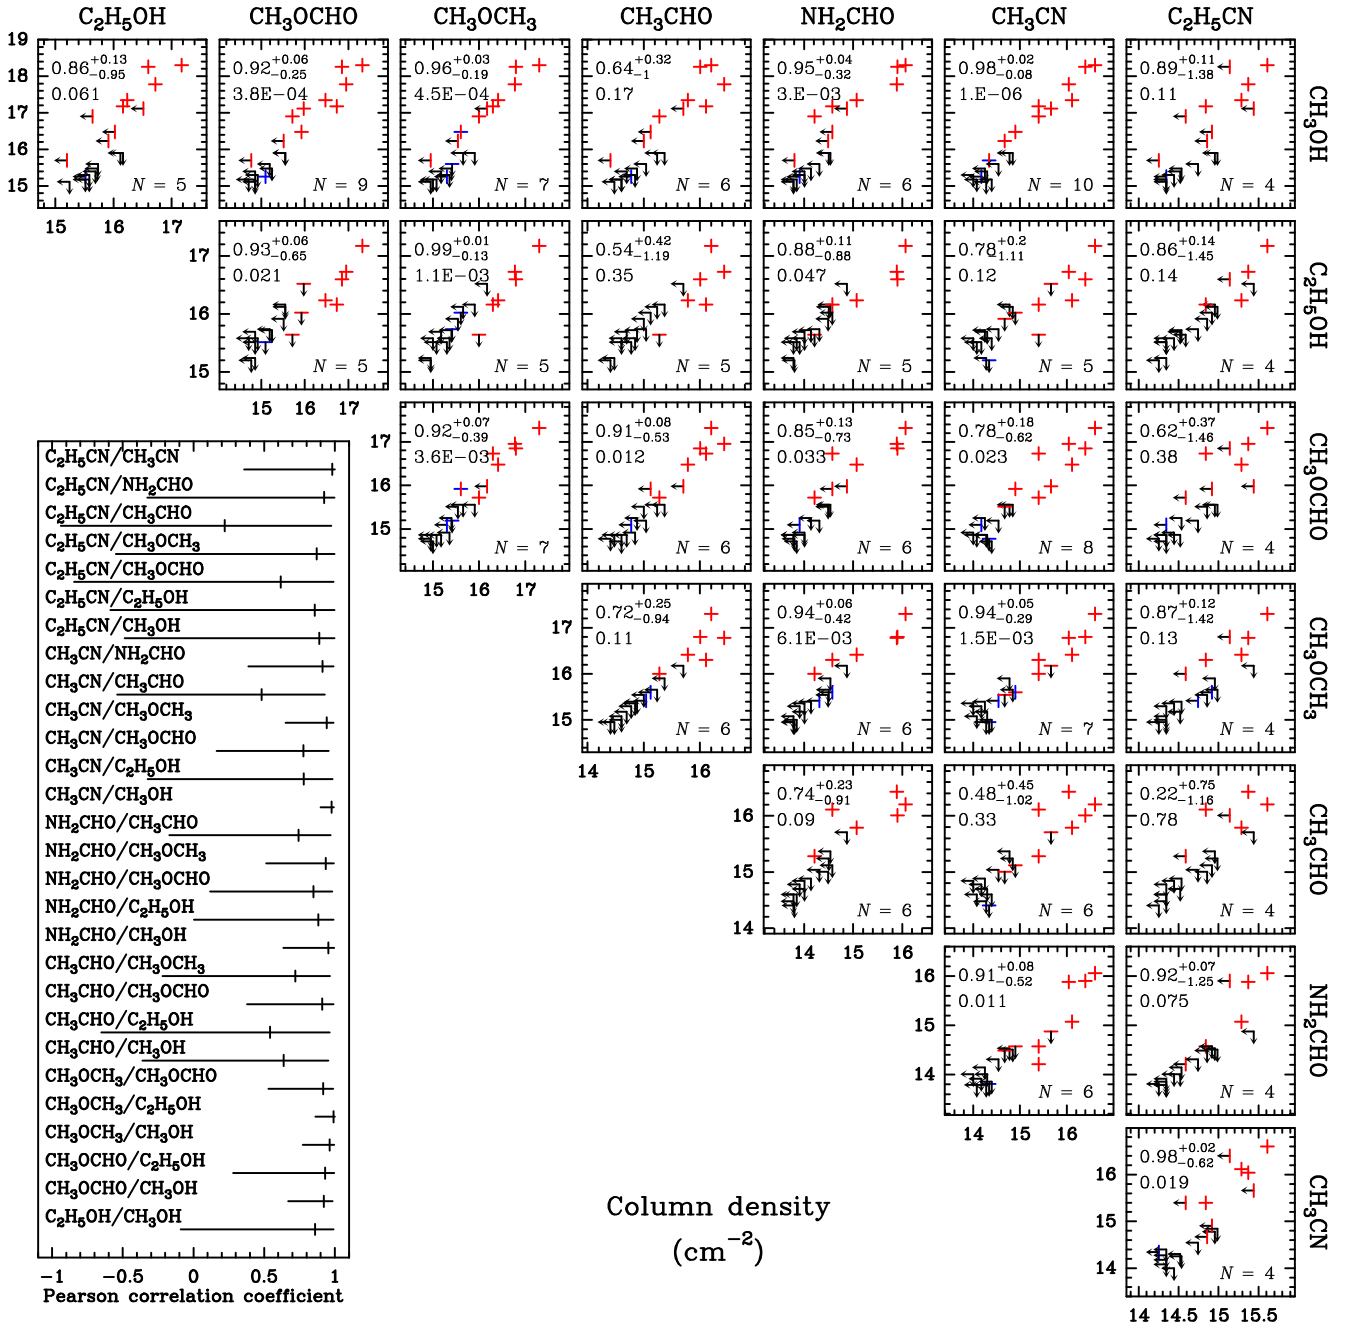 C2H5OH CH3OCHO CH3OCH3 CH3CHO NH2CHO CH3CN C2H5CN
19
18
17
16
15
0.86+0.13−0.95 0.92+0.06−0.25 0.96+0.03−0.19 0.64+0.32−1 0.95+0.04−0.32 0.98+0.02−0.08 0.89+0.11−1.38
0.061 3.8E−04 4.5E−04 0.17 3.E−03 1.E−06 0.11
N = 5 N = 9 N = 7 N = 6 N = 6 N = 10 N = 4
CH3OH
15 16 17
17
16
15
0.93+0.06−0.65 0.99+0.01−0.13 0.54+0.42−1.19 0.88+0.11−0.88 0.78+0.2−1.11 0.86+0.14−1.45
0.021 1.1E−03 0.35 0.047 0.12 0.14
N = 5 N = 5 N = 5 N = 5 N = 5 N = 4
C2H5OH
15 16 17
17
16
15
0.92+0.07−0.39 0.91+0.08−0.53 0.85+0.13−0.73 0.78+0.18−0.62 0.62+0.37−1.46
3.6E−03 0.012 0.033 0.023 0.38
N = 7 N = 6 N = 6 N = 8 N = 4
CH3OCHO
15 16 17
17
16
15
0.72+0.25−0.94 0.94+0.06−0.42 0.94+0.05−0.29 0.87+0.12−1.42
0.11 6.1E−03 1.5E−03 0.13
N = 6 N = 6 N = 7 N = 4
CH3OCH3
14 15 16
16
15
14
0.74+0.23−0.91 0.48+0.45−1.02 0.22+0.75−1.16
0.09 0.33 0.78
N = 6 N = 6 N = 4
CH3CHO
14 15 16
16
15
14
0.91+0.08−0.52 0.92+0.07−1.25
0.011 0.075
N = 6 N = 4
NH2CHO
14 15 16
16
15
14
0.98+0.02−0.62
0.019
N = 4
CH3CN
14 14.5 15 15.5
C2H5CN/CH3CN
C2H5CN/NH2CHO
C2H5CN/CH3CHO
C2H5CN/CH3OCH3
C2H5CN/CH3OCHO
C2H5CN/C2H5OH
C2H5CN/CH3OH
CH3CN/NH2CHO
CH3CN/CH3CHO
CH3CN/CH3OCH3
CH3CN/CH3OCHO
CH3CN/C2H5OH
CH3CN/CH3OH
NH2CHO/CH3CHO
NH2CHO/CH3OCH3
NH2CHO/CH3OCHO
NH2CHO/C2H5OH
NH2CHO/CH3OH
CH3CHO/CH3OCH3
CH3CHO/CH3OCHO
CH3CHO/C2H5OH
CH3CHO/CH3OH
CH3OCH3/CH3OCHO
CH3OCH3/C2H5OH
CH3OCH3/CH3OH
CH3OCHO/C2H5OH
CH3OCHO/CH3OH
C2H5OH/CH3OH
−1 −0.5 0 0.5 1
Pearson correlation coefficient
Column density
(cm−2)